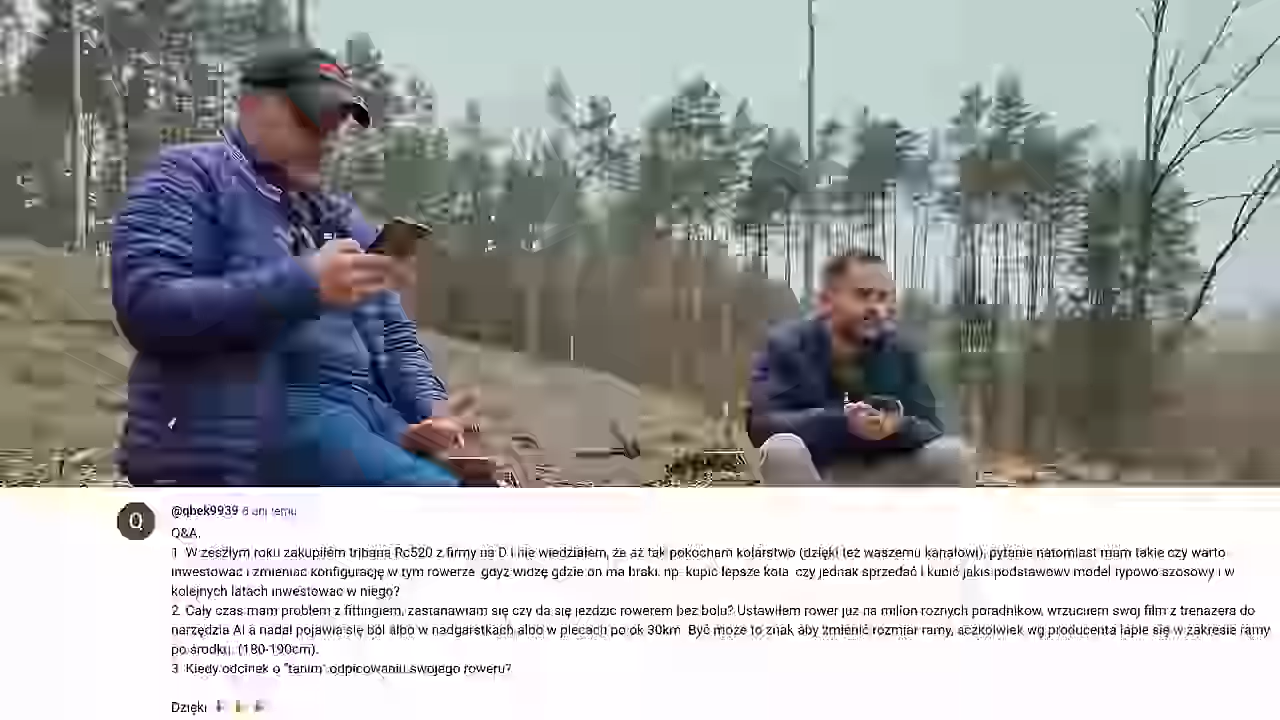 @qbek9939 6 dni temu
Q&A.
1. W zeszłym roku zakupiłem tribana Rc520 z firmy na D i nie wiedziałem, że aż tak pokocham kolarstwo (dzięki też waszemu kanałowi), pytanie natomiast mam takie czy warto
inwestować i zmieniać konfigurację w tym rowerze, gdyż widzę gdzie on ma braki, np. kupić lepsze koła, czy jednak sprzedać i kupić jakiś podstawowy model typowo szosowy i w
kolejnych latach inwestować w niego?
2. Cały czas mam problem z fittingiem, zastanawiam się czy da się jeździć rowerem bez bólu? Ustawiłem rower już na milion różnych poradników, wrzuciłem swój film z trenażera do
narzędzia AI a nadal pojawia się ból albo w nadgarstkach albo w plecach po ok 30km. Być może to znak aby zmienić rozmiar ramy, aczkolwiek wg producenta łapie się w zakresie ramy
po środku. (180-190cm).
3. Kiedy odcinek o "tanim" odpicowaniu swojego roweru?
Dzięki